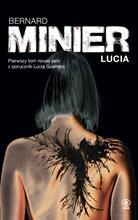 BERNARD
MINIER
LUCIA
Pierwszy tom nowej serii
z porucznik Lucią Guerrero